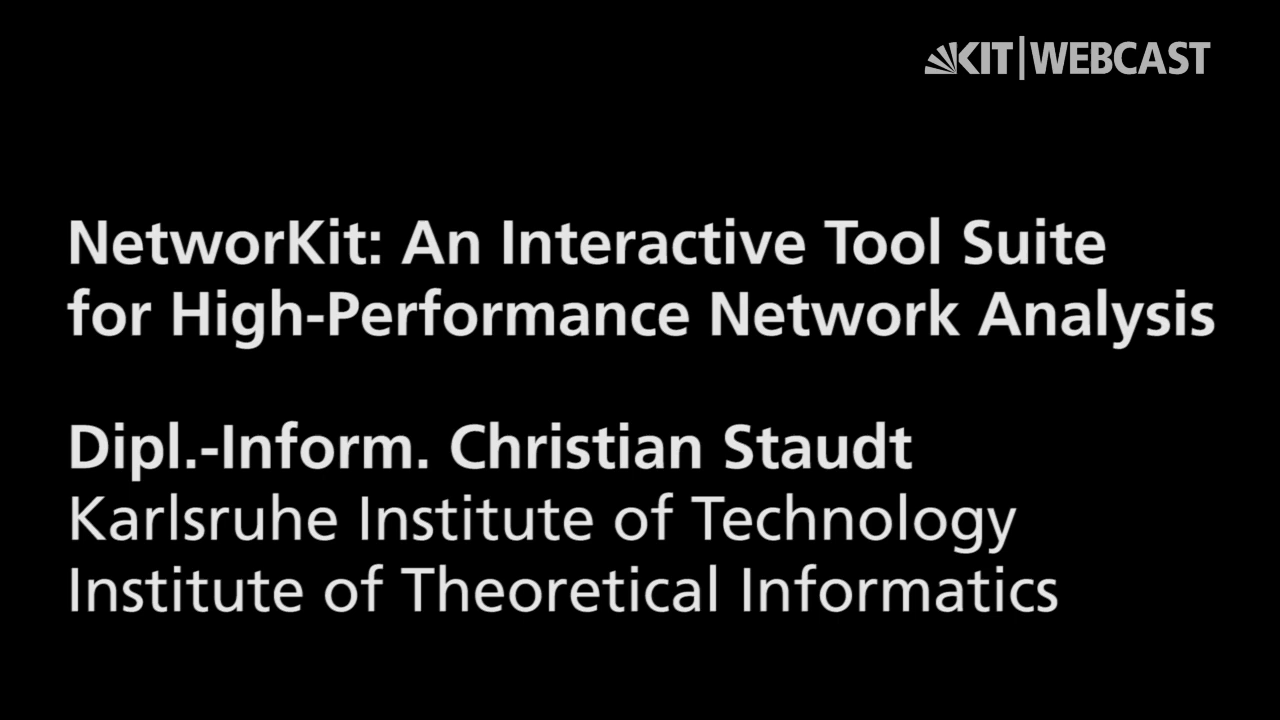 KIT|WEBCAST
NetworKit: An Interactive Tool Suite
for High-Performance Network Analysis
Dipl.-Inform. Christian Staudt
Karlsruhe Institute of Technology
Institute of Theoretical Informatics